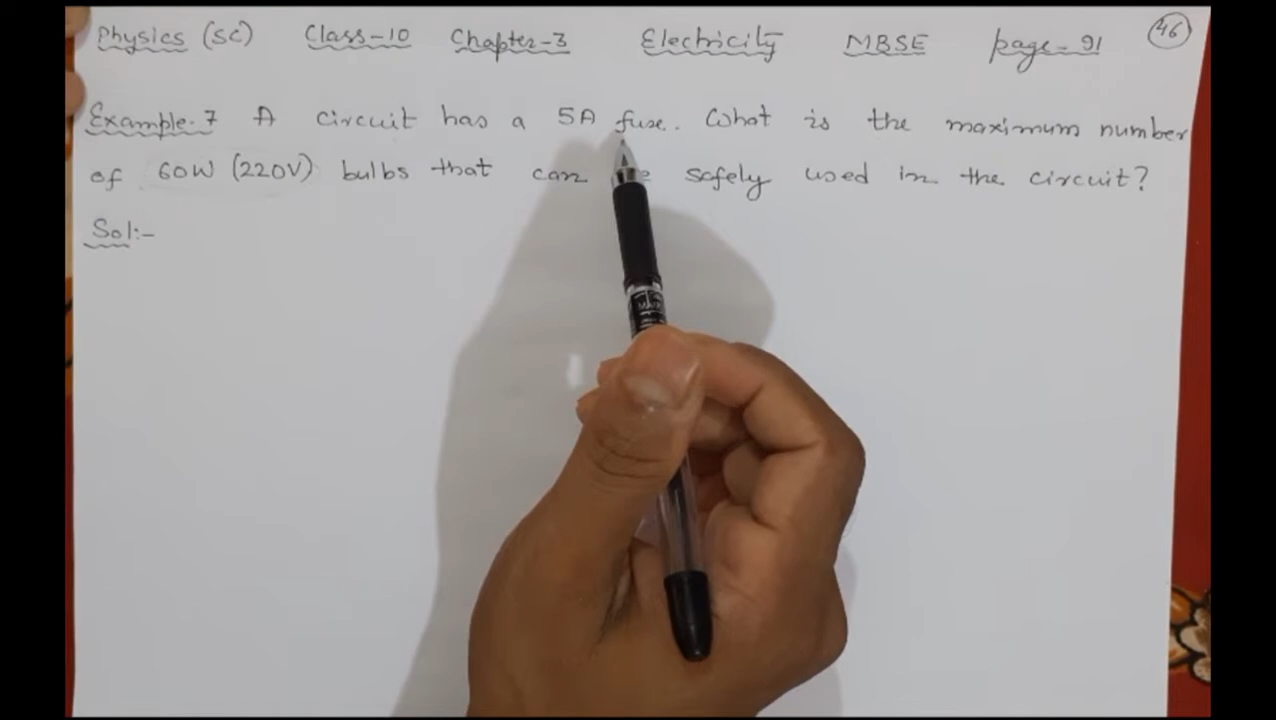 Physics (SC) Class-10 Chapter-3 Electricity MBSE page-91 46
Example-7 A circuit has a 5A fuse. What is the maximum number
of 60W (220V) bulbs that can safely used in the circuit?
Sol:-